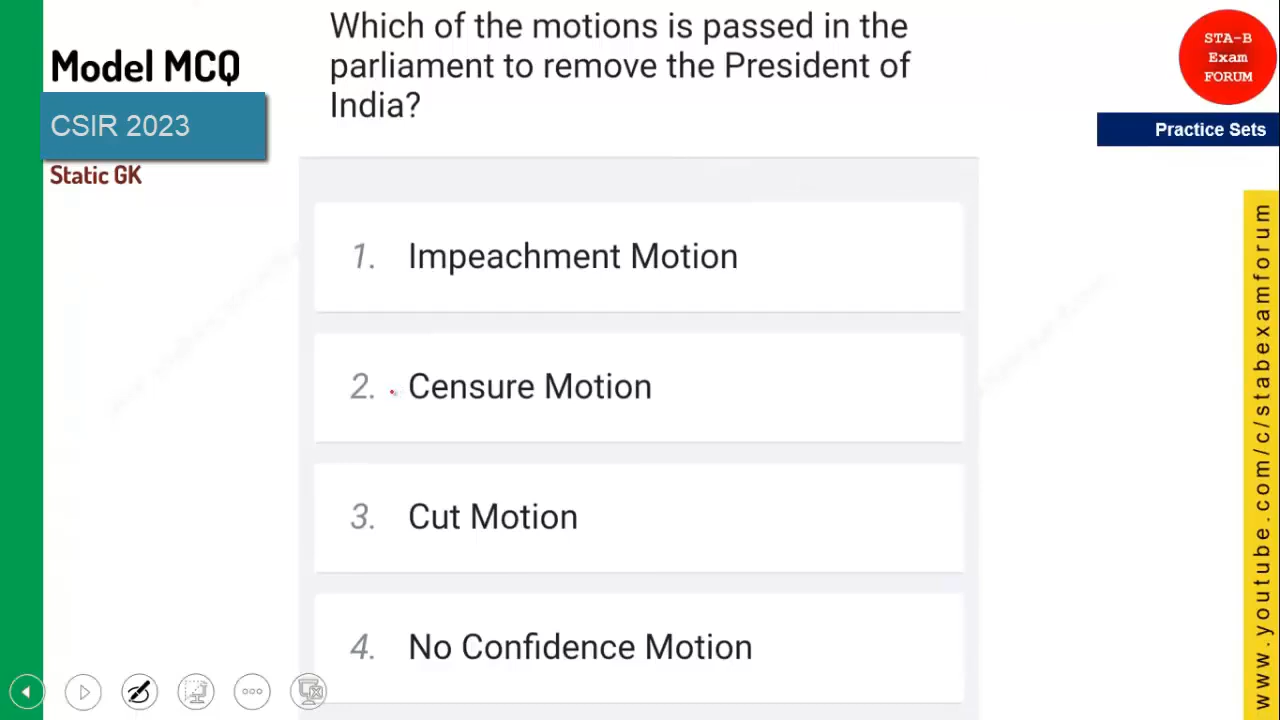 Which of the motions is passed in the
parliament to remove the President of
India?
Model MCQ
CSIR 2023
Static GK
STA-B
Exam
FORUM
Practice Sets
1. Impeachment Motion
2. Censure Motion
3. Cut Motion
4. No Confidence Motion
www.youtube.com/c/stabexamforum